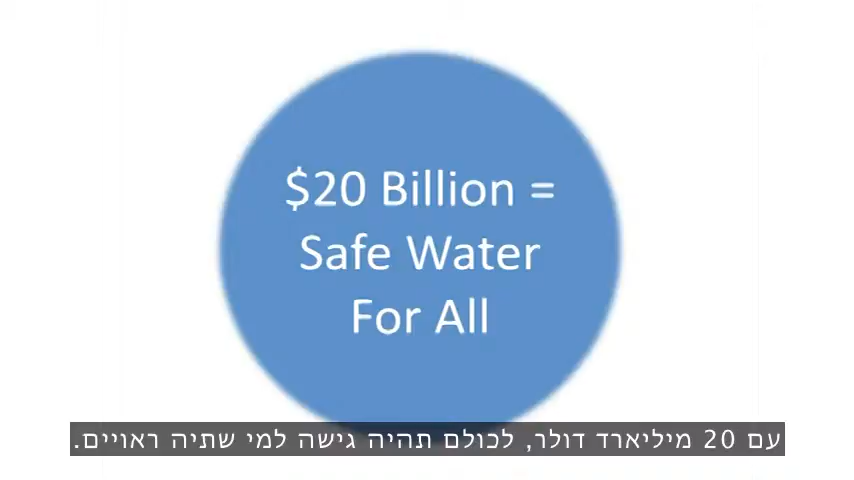 $20 Billion =
Safe Water
For All
עם 20 מיליארד דולר, לכולם תהיה גישה למי שתיה ראויים.